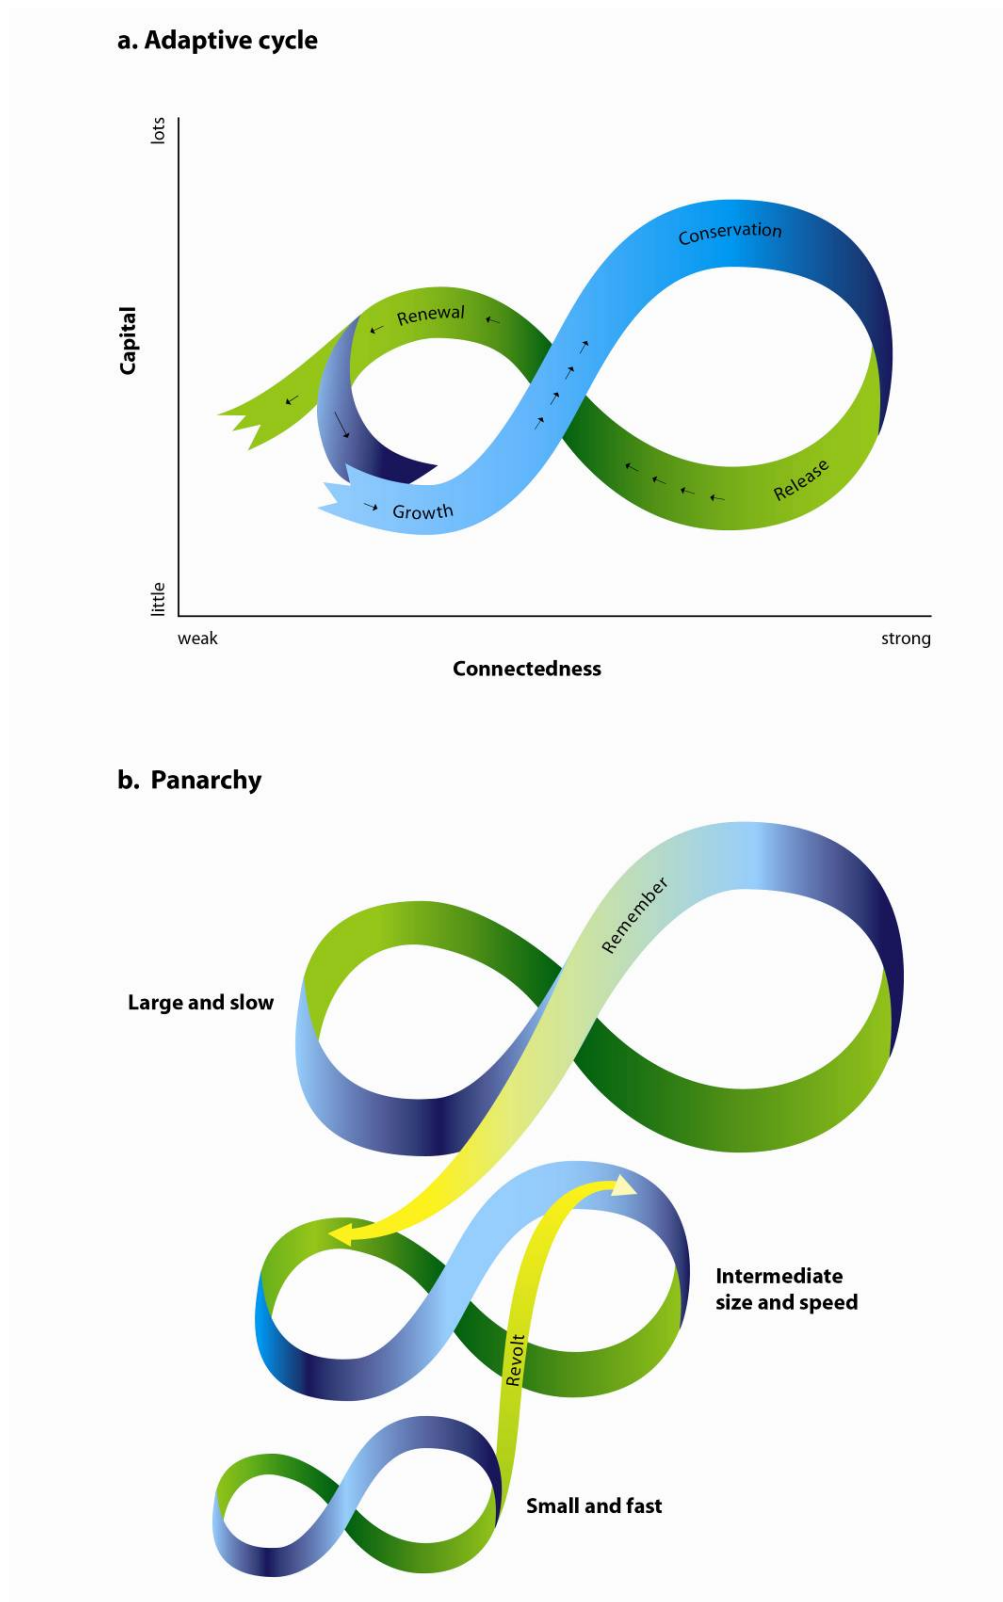 a. Adaptive cycle
lots
Conservation
Renewal
Capital
Release
Growth
little
weak
strong
Connectedness
b. Panarchy
Remember
Large and slow
Intermediate
size and speed
Revolt
Small and fast